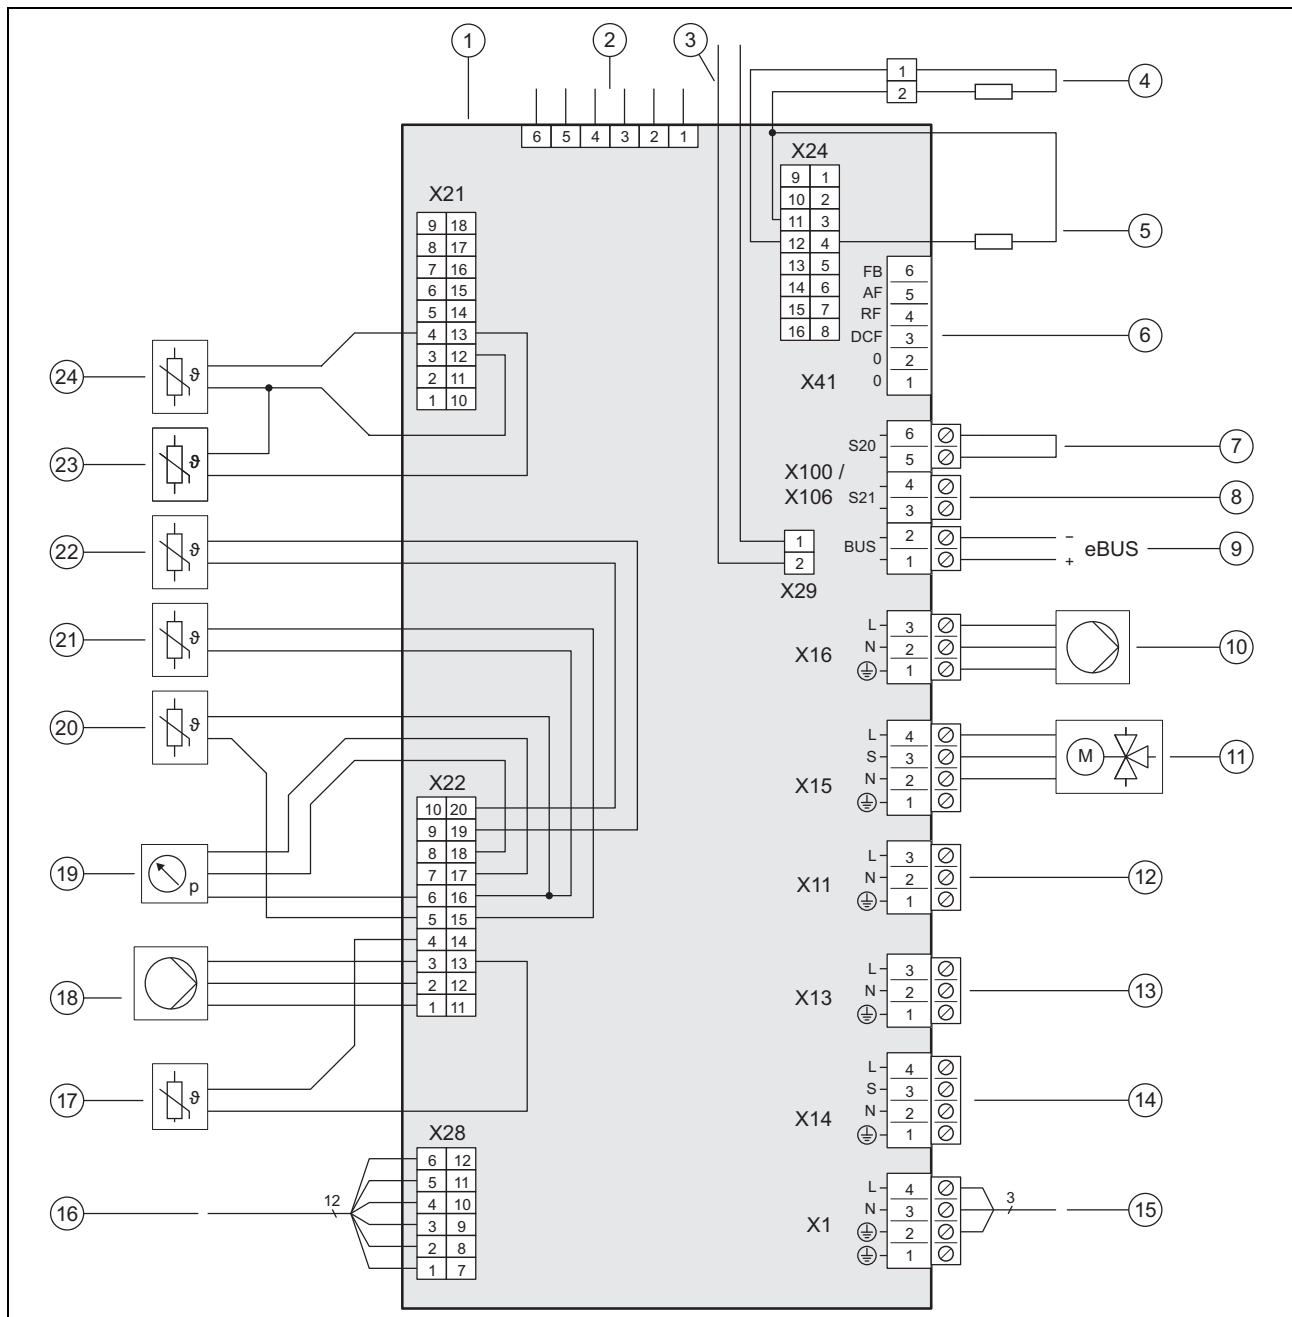 1
2
3
4
5
6
7
8
9
10
11
12
13
14
15
16
17
18
19
20
21
22
23
24
6 5 4 3 2 1
1
2
X24
9 1
10 2
11 3
12 4
13 5
14 6
15 7
16 8
X21
9 18
8 17
7 16
6 15
5 14
4 13
3 12
2 11
1 10
FB 6
AF 5
RF 4
DCF 3
0 2
0 1
X41
S20
6
5
X100 /
X106
S21
4
3
BUS
2
1
–
eBUS
+
1
2
X29
X16
L 3
N 2
1
X15
L 4
S 3
N 2
1
M
X11
L 3
N 2
1
X13
L 3
N 2
1
X14
L 4
S 3
N 2
1
X1
L 4
N 3
2
1
3
ϑ
ϑ
ϑ
ϑ
ϑ
p
ϑ
X22
10 20
9 19
8 18
7 17
6 16
5 15
4 14
3 13
2 12
1 11
X28
6 12
5 11
4 10
3 9
2 8
1 7
12